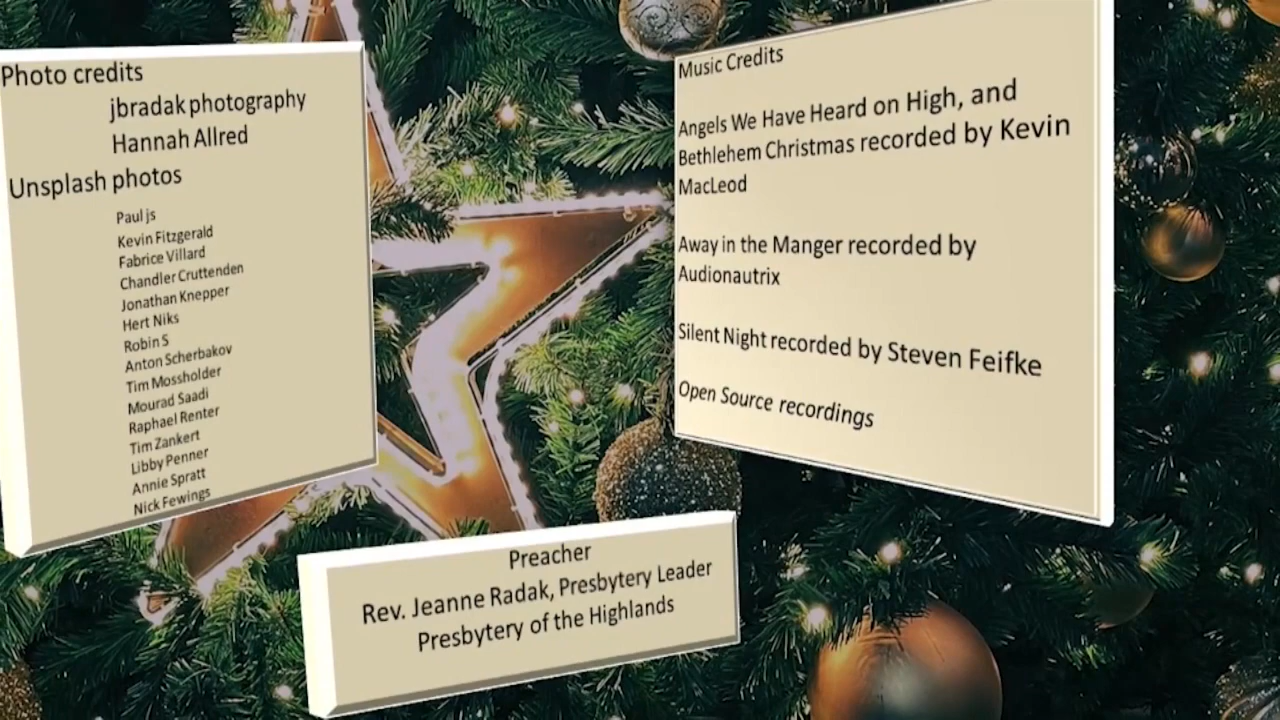 Photo credits
jbradak photography
Hannah Allred
Unsplash photos
Paul js
Kevin Fitzgerald
Fabrice Villard
Chandler Cruttenden
Jonathan Knepper
Hert Niks
Robin S
Anton Scherbakov
Tim Mossholder
Mourad Saadi
Raphael Renter
Tim Zankert
Libby Penner
Annie Spratt
Nick Fewings
Music Credits
Angels We Have Heard on High, and
Bethlehem Christmas recorded by Kevin
MacLeod
Away in the Manger recorded by
Audionautrix
Silent Night recorded by Steven Feifke
Open Source recordings
Preacher
Rev. Jeanne Radak, Presbytery Leader
Presbytery of the Highlands